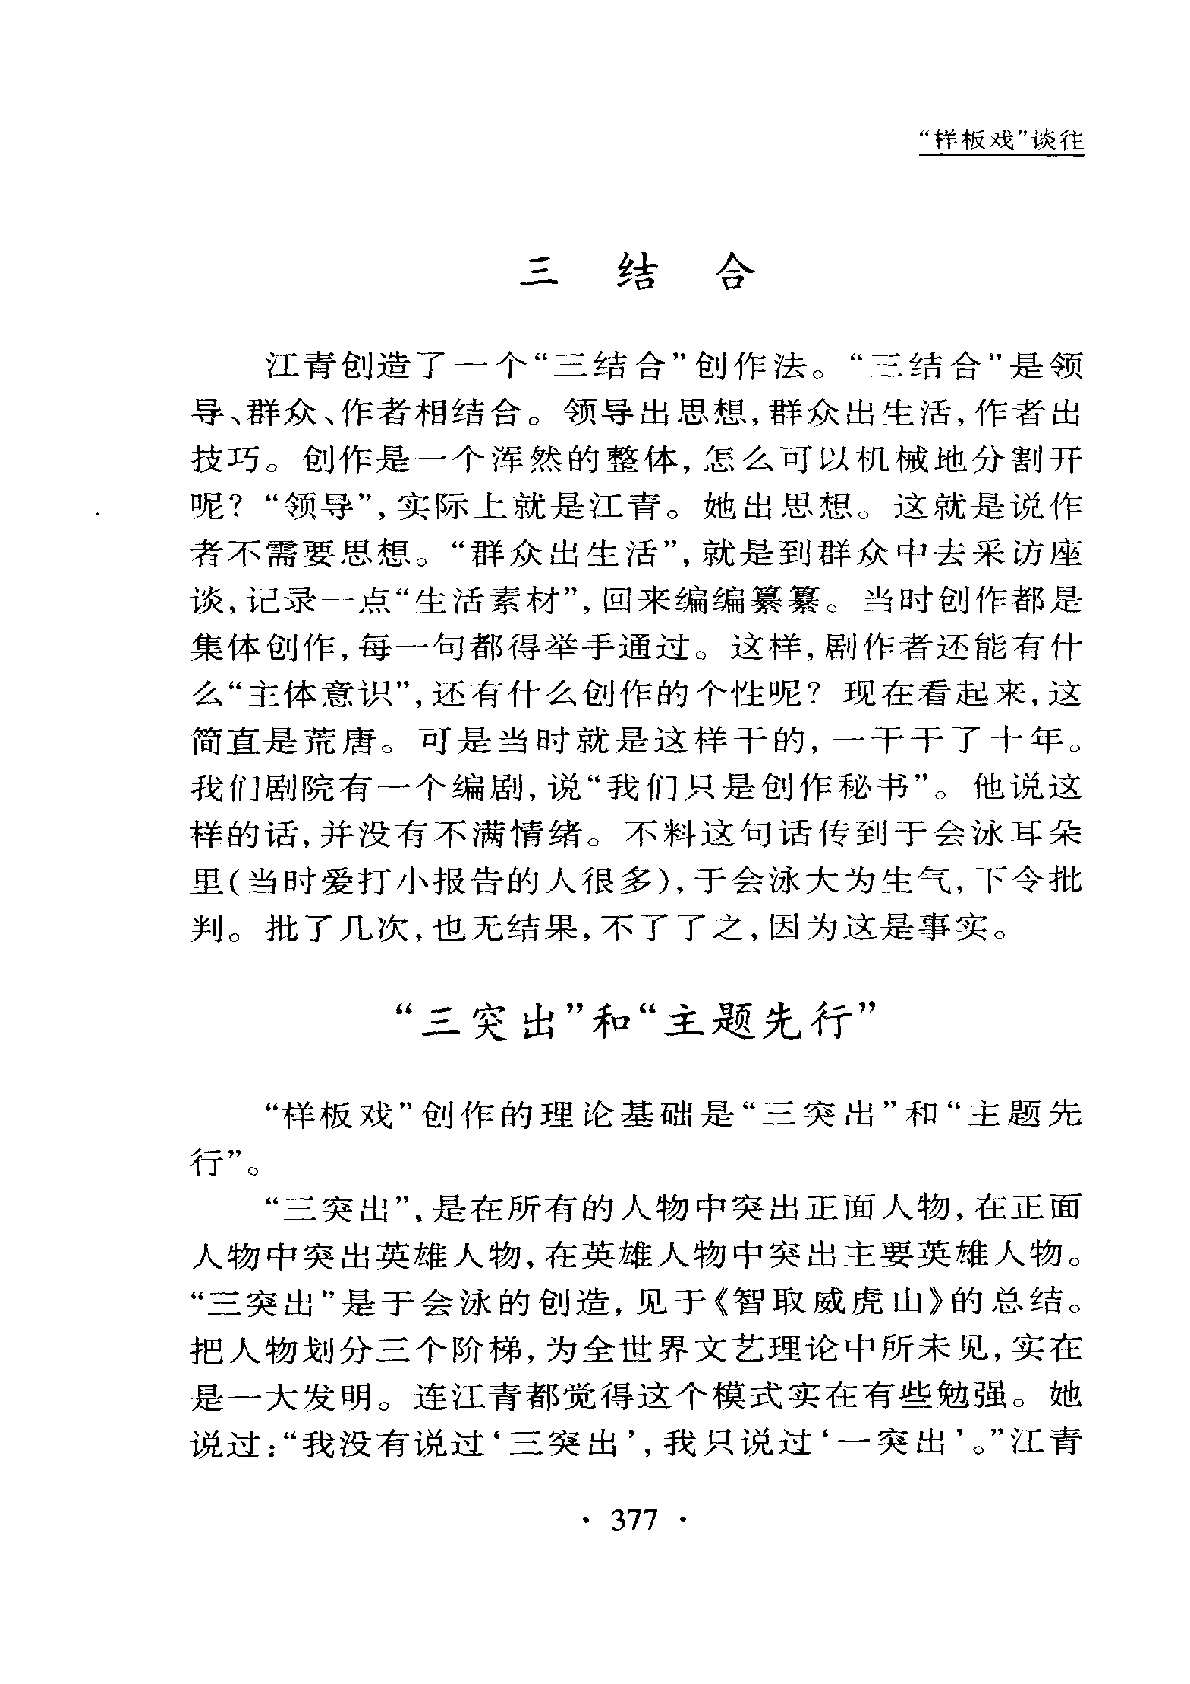 “样板戏”谈往
三 结 合
江青创造了一个“三结合”创作法。“三结合”是领
导、群众、作者相结合。领导出思想,群众出生活,作者出
技巧。创作是一个浑然的整体,怎么可以机械地分割开
呢?“领导”,实际上就是江青。她出思想。这就是说作
者不需要思想。“群众出生活”,就是到群众中去采访座
谈,记录一点“生活素材”,回来编编纂纂。当时创作都是
集体创作,每一句都得举手通过。这样,剧作者还能有什
么“主体意识”,还有什么创作的个性呢?现在看起来,这
简直是荒唐。可是当时就是这样干的,一干干了十年。
我们剧院有一个编剧,说“我们只是创作秘书”。他说这
样的话,并没有不满情绪。不料这句话传到于会泳耳朵
里(当时爱打小报告的人很多),于会泳大为生气,下令批
判。批了几次,也无结果,不了了之,因为这是事实。
“三突出”和“主题先行”
“样板戏”创作的理论基础是“三突出”和“主题先
行”。
“三突出”,是在所有的人物中突出正面人物,在正面
人物中突出英雄人物,在英雄人物中突出主要英雄人物。
“三突出”是于会泳的创造,见于《智取威虎山》的总结。
把人物划分三个阶梯,为全世界文艺理论中所未见,实在
是一大发明。连江青都觉得这个模式实在有些勉强。她
说过:“我没有说过‘三突出’,我只说过‘一突出’。”江青
· 377 ·